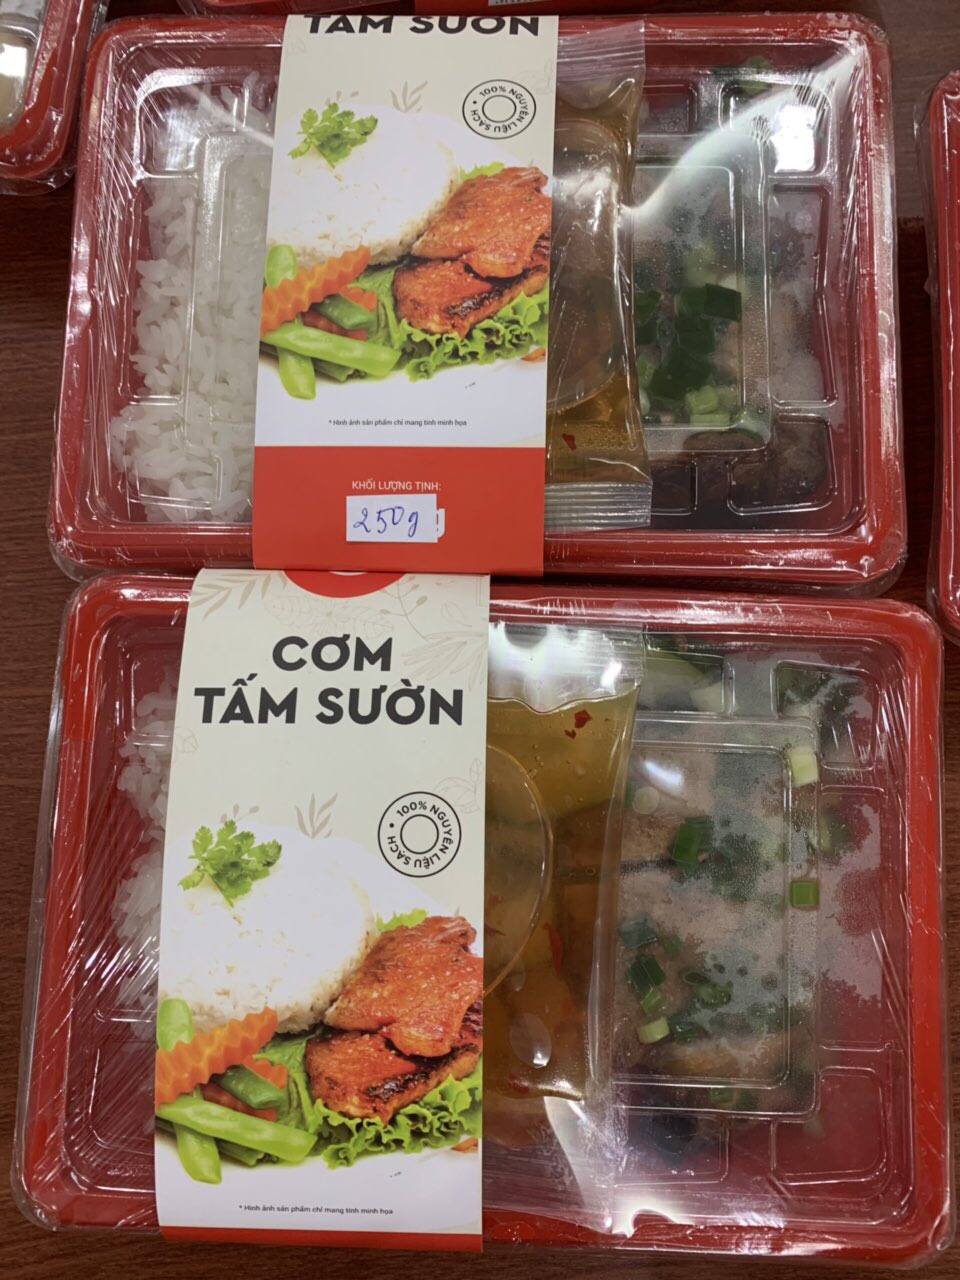 TẤM SƯỜN
100% NGUYÊN LIỆU SẠCH
* Hình ảnh sản phẩm chỉ mang tính minh họa
KHỐI LƯỢNG TỊNH:
250g
CƠM
TẤM SƯỜN
100% NGUYÊN LIỆU SẠCH
* Hình ảnh sản phẩm chỉ mang tính minh họa